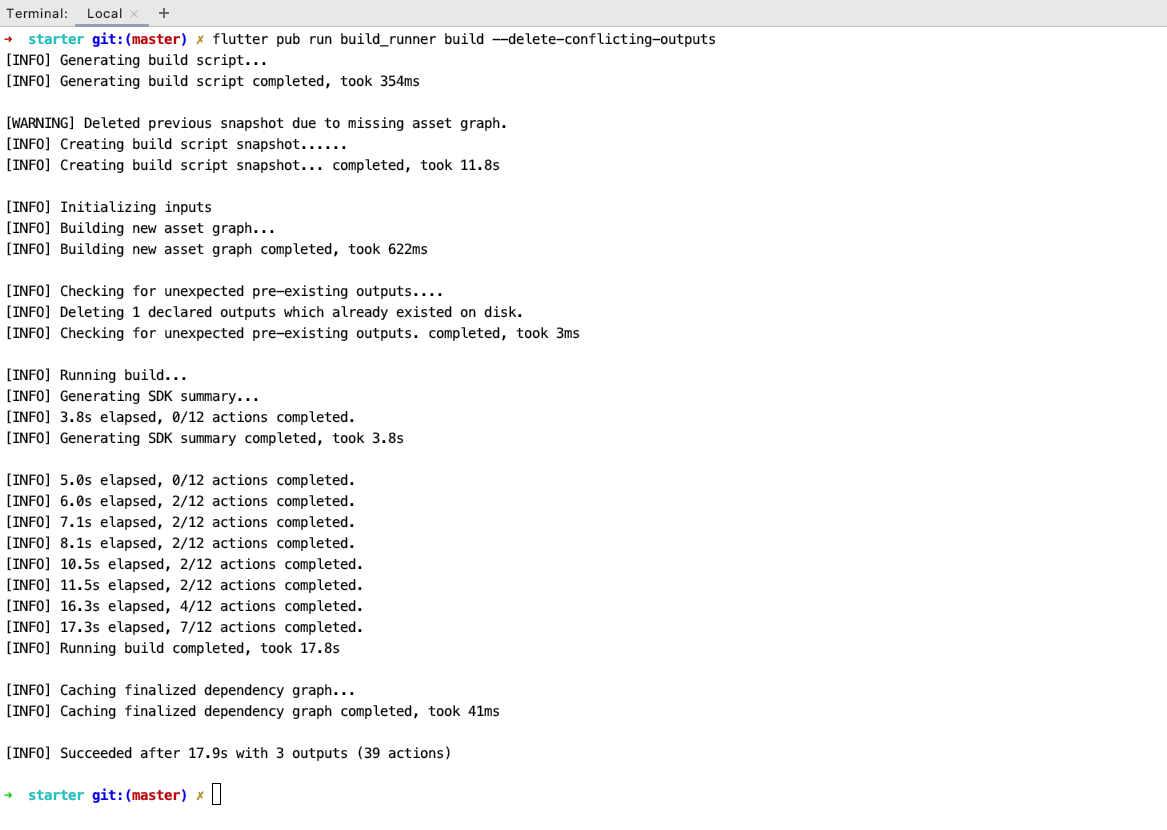 Terminal: Local × +
➜ starter git:(master) ✗ flutter pub run build_runner build --delete-conflicting-outputs
[INFO] Generating build script...
[INFO] Generating build script completed, took 354ms
[WARNING] Deleted previous snapshot due to missing asset graph.
[INFO] Creating build script snapshot......
[INFO] Creating build script snapshot... completed, took 11.8s
[INFO] Initializing inputs
[INFO] Building new asset graph...
[INFO] Building new asset graph completed, took 622ms
[INFO] Checking for unexpected pre-existing outputs....
[INFO] Deleting 1 declared outputs which already existed on disk.
[INFO] Checking for unexpected pre-existing outputs. completed, took 3ms
[INFO] Running build...
[INFO] Generating SDK summary...
[INFO] 3.8s elapsed, 0/12 actions completed.
[INFO] Generating SDK summary completed, took 3.8s
[INFO] 5.0s elapsed, 0/12 actions completed.
[INFO] 6.0s elapsed, 2/12 actions completed.
[INFO] 7.1s elapsed, 2/12 actions completed.
[INFO] 8.1s elapsed, 2/12 actions completed.
[INFO] 10.5s elapsed, 2/12 actions completed.
[INFO] 11.5s elapsed, 2/12 actions completed.
[INFO] 16.3s elapsed, 4/12 actions completed.
[INFO] 17.3s elapsed, 7/12 actions completed.
[INFO] Running build completed, took 17.8s
[INFO] Caching finalized dependency graph...
[INFO] Caching finalized dependency graph completed, took 41ms
[INFO] Succeeded after 17.9s with 3 outputs (39 actions)
➜ starter git:(master) ✗